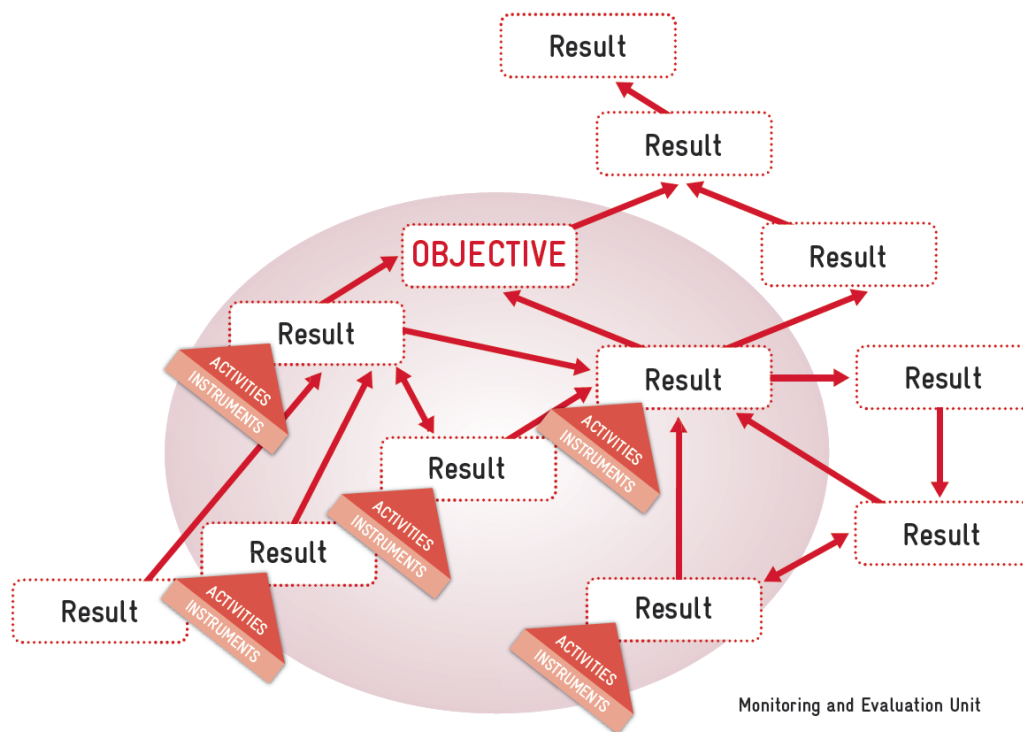 Result
Result
OBJECTIVE
Result
Result
ACTIVITIES
INSTRUMENTS
Result
Result
ACTIVITIES
INSTRUMENTS
Result
ACTIVITIES
INSTRUMENTS
Result
Result
ACTIVITIES
INSTRUMENTS
Result
Result
ACTIVITIES
INSTRUMENTS
Monitoring and Evaluation Unit